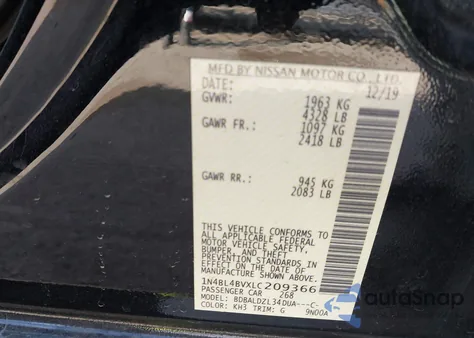 MFD BY NISSAN MOTOR CO., LTD.
DATE: 12/19
GVWR: 1963 KG
4328 LB
GAWR FR.: 1097 KG
2418 LB
GAWR RR.: 945 KG
2083 LB
THIS VEHICLE CONFORMS TO
ALL APPLICABLE FEDERAL
MOTOR VEHICLE SAFETY,
BUMPER, AND THEFT
PREVENTION STANDARDS
IN EFFECT ON THE DATE OF
MANUFACTURE SHOWN ABOVE.
1N4BL4BVXLC209366
PASSENGER CAR 268
MODEL: BDBALDZL34DUA---C-
COLOR: KH3 TRIM: G 9N00A
AutoSnap